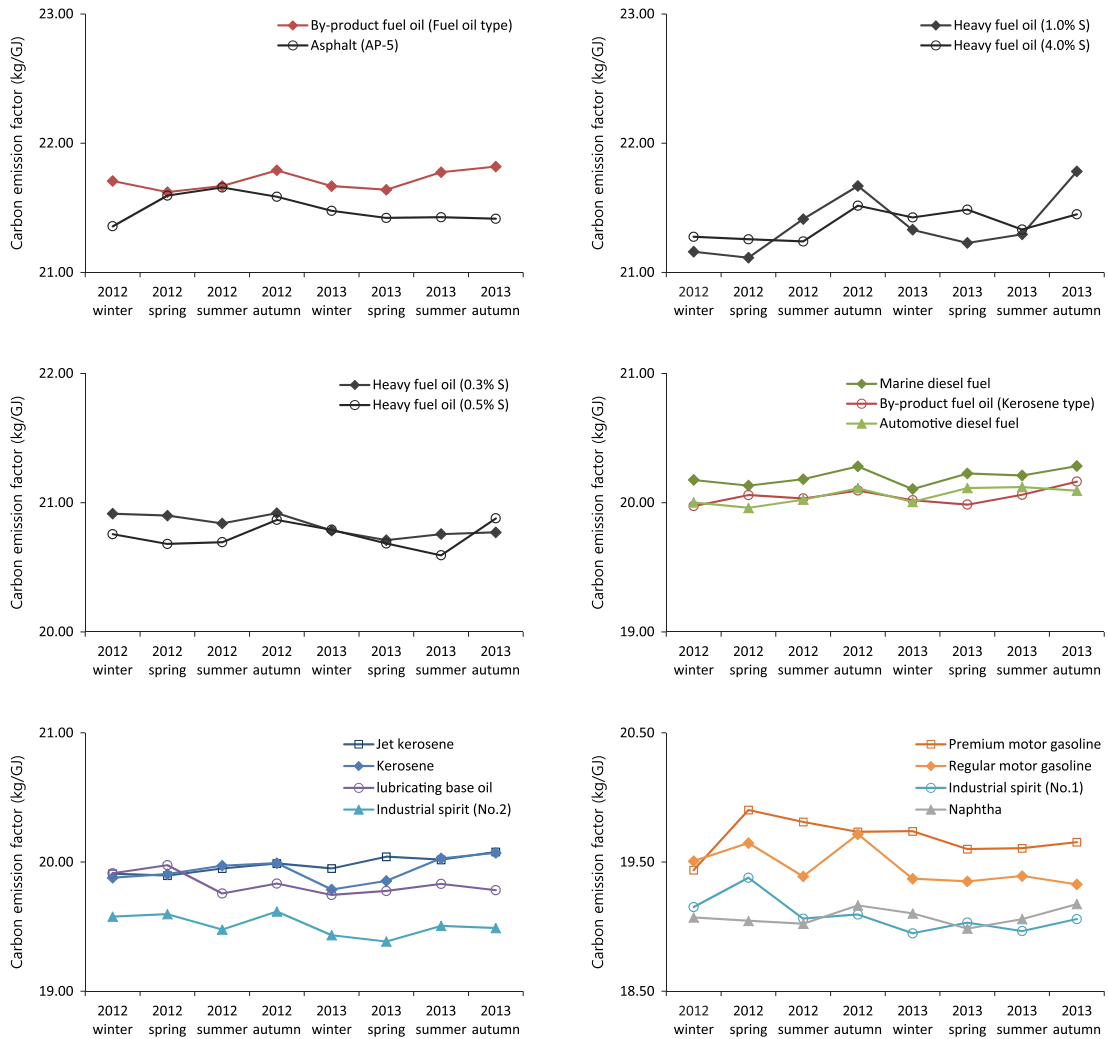 Carbon emission factor (kg/GJ)
23.00
22.00
21.00
By-product fuel oil (Fuel oil type)
Asphalt (AP-5)
2012 2012 2012 2012 2013 2013 2013 2013
winter spring summer autumn winter spring summer autumn
Carbon emission factor (kg/GJ)
23.00
22.00
21.00
Heavy fuel oil (1.0% S)
Heavy fuel oil (4.0% S)
2012 2012 2012 2012 2013 2013 2013 2013
winter spring summer autumn winter spring summer autumn
Carbon emission factor (kg/GJ)
22.00
21.00
20.00
Heavy fuel oil (0.3% S)
Heavy fuel oil (0.5% S)
2012 2012 2012 2012 2013 2013 2013 2013
winter spring summer autumn winter spring summer autumn
Carbon emission factor (kg/GJ)
21.00
20.00
19.00
Marine diesel fuel
By-product fuel oil (Kerosene type)
Automotive diesel fuel
2012 2012 2012 2012 2013 2013 2013 2013
winter spring summer autumn winter spring summer autumn
Carbon emission factor (kg/GJ)
21.00
20.00
19.00
Jet kerosene
Kerosene
lubricating base oil
Industrial spirit (No.2)
2012 2012 2012 2012 2013 2013 2013 2013
winter spring summer autumn winter spring summer autumn
Carbon emission factor (kg/GJ)
20.50
19.50
18.50
Premium motor gasoline
Regular motor gasoline
Industrial spirit (No.1)
Naphtha
2012 2012 2012 2012 2013 2013 2013 2013
winter spring summer autumn winter spring summer autumn